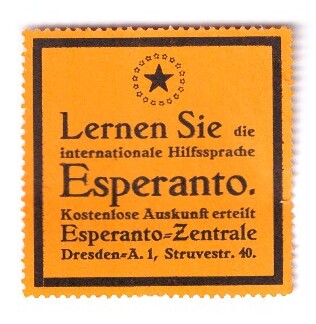 Lernen Sie die
internationale Hilfssprache
Esperanto.
Kostenlose Auskunft erteilt
Esperanto=Zentrale
Dresden=A. 1, Struvestr. 40.